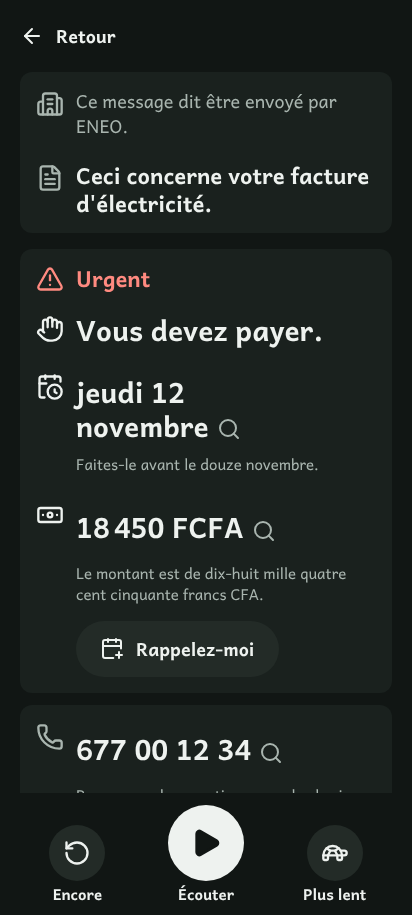 Retour
Ce message dit être envoyé par
ENEO.
Ceci concerne votre facture
d'électricité.
Urgent
Vous devez payer.
jeudi 12
novembre
Faites-le avant le douze novembre.
18 450 FCFA
Le montant est de dix-huit mille quatre
cent cinquante francs CFA.
Rappelez-moi
677 00 12 34
Encore
Écouter
Plus lent